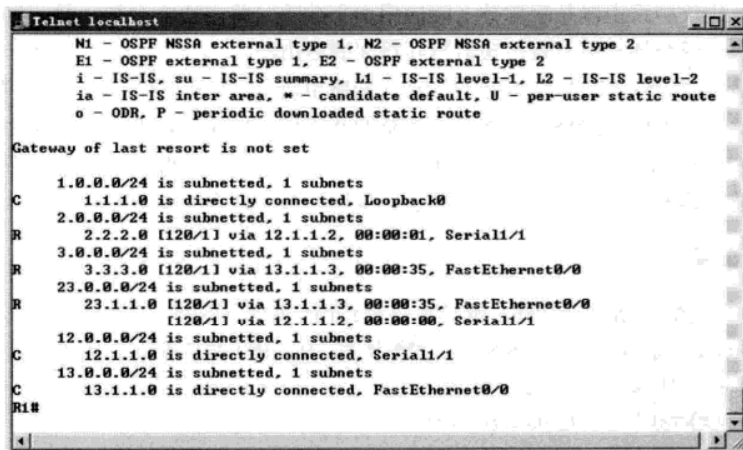 Telnet localhost
N1 - OSPF NSSA external type 1, N2 - OSPF NSSA external type 2
E1 - OSPF external type 1, E2 - OSPF external type 2
i - IS-IS, su - IS-IS summary, L1 - IS-IS level-1, L2 - IS-IS level-2
ia - IS-IS inter area, * - candidate default, U - per-user static route
o - ODR, P - periodic downloaded static route
Gateway of last resort is not set
1.0.0.0/24 is subnetted, 1 subnets
C 1.1.1.0 is directly connected, Loopback0
2.0.0.0/24 is subnetted, 1 subnets
R 2.2.2.0 [120/1] via 12.1.1.2, 00:00:01, Serial1/1
3.0.0.0/24 is subnetted, 1 subnets
R 3.3.3.0 [120/1] via 13.1.1.3, 00:00:35, FastEthernet0/0
23.0.0.0/24 is subnetted, 1 subnets
R 23.1.1.0 [120/1] via 13.1.1.3, 00:00:35, FastEthernet0/0
[120/1] via 12.1.1.2, 00:00:00, Serial1/1
12.0.0.0/24 is subnetted, 1 subnets
C 12.1.1.0 is directly connected, Serial1/1
13.0.0.0/24 is subnetted, 1 subnets
C 13.1.1.0 is directly connected, FastEthernet0/0
R1#